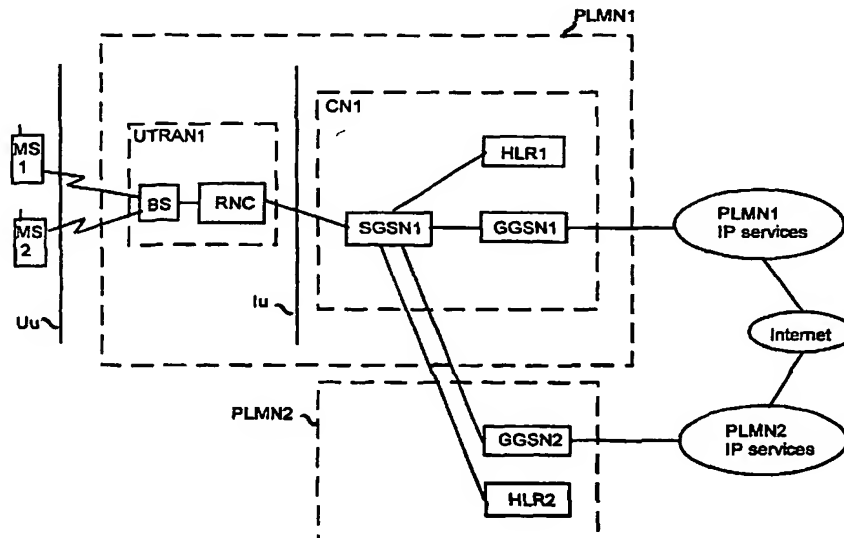 PLMN1
CN1
UTRAN1
MS
1
HLR1
BS
RNC
SGSN1
GGSN1
PLMN1
IP services
MS
2
Uu
Iu
Internet
PLMN2
GGSN2
PLMN2
IP services
HLR2